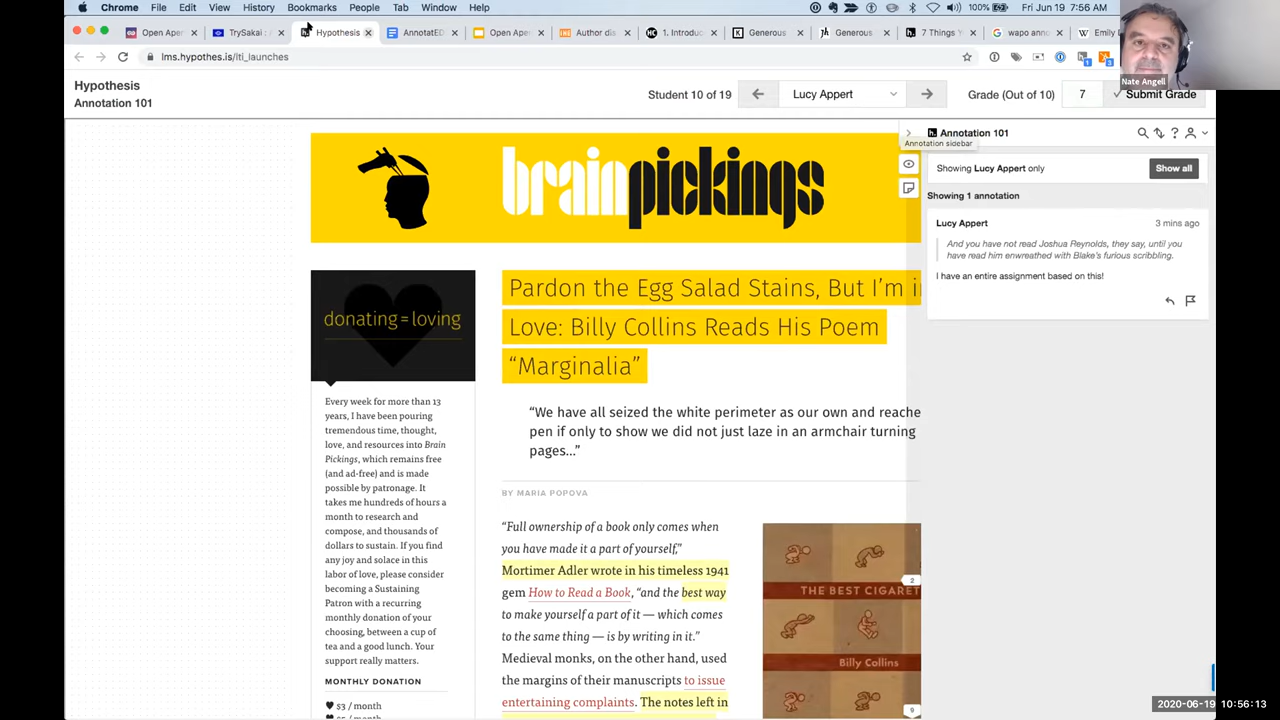 Chrome File Edit View History Bookmarks People Tab Window Help
100% Fri Jun 19 7:56 AM
Open Ape TrySakai : Hypothesis AnnotatED Open Ape Author dis 1. Introduc Generous Generous 7 Things Y wapo anno Emily D
lms.hypothes.is/lti_launches
Nate Angell
Hypothesis
Annotation 101
Student 10 of 19
Lucy Appert
Grade (Out of 10)
7
Submit Grade
Annotation 101
Annotation sidebar
Showing Lucy Appert only
Show all
Showing 1 annotation
Lucy Appert
3 mins ago
And you have not read Joshua Reynolds, they say, until you
have read him enwreathed with Blake's furious scribbling.
I have an entire assignment based on this!
brainpickings
donating=loving
Every week for more than 13
years, I have been pouring
tremendous time, thought,
love, and resources into Brain
Pickings, which remains free
(and ad-free) and is made
possible by patronage. It
takes me hundreds of hours a
month to research and
compose, and thousands of
dollars to sustain. If you find
any joy and solace in this
labor of love, please consider
becoming a Sustaining
Patron with a recurring
monthly donation of your
choosing, between a cup of
tea and a good lunch. Your
support really matters.
MONTHLY DONATION
♥ $3 / month
Pardon the Egg Salad Stains, But I'm i
Love: Billy Collins Reads His Poem
“Marginalia”
“We have all seized the white perimeter as our own and reache
pen if only to show we did not just laze in an armchair turning
pages…”
BY MARIA POPOVA
“Full ownership of a book only comes when
you have made it a part of yourself,”
Mortimer Adler wrote in his timeless 1941
gem How to Read a Book, “and the best way
to make yourself a part of it — which comes
to the same thing — is by writing in it.”
Medieval monks, on the other hand, used
the margins of their manuscripts to issue
entertaining complaints. The notes left in
THE BEST CIGARET
Billy Collins
2
9
2020-06-19 10:56:13